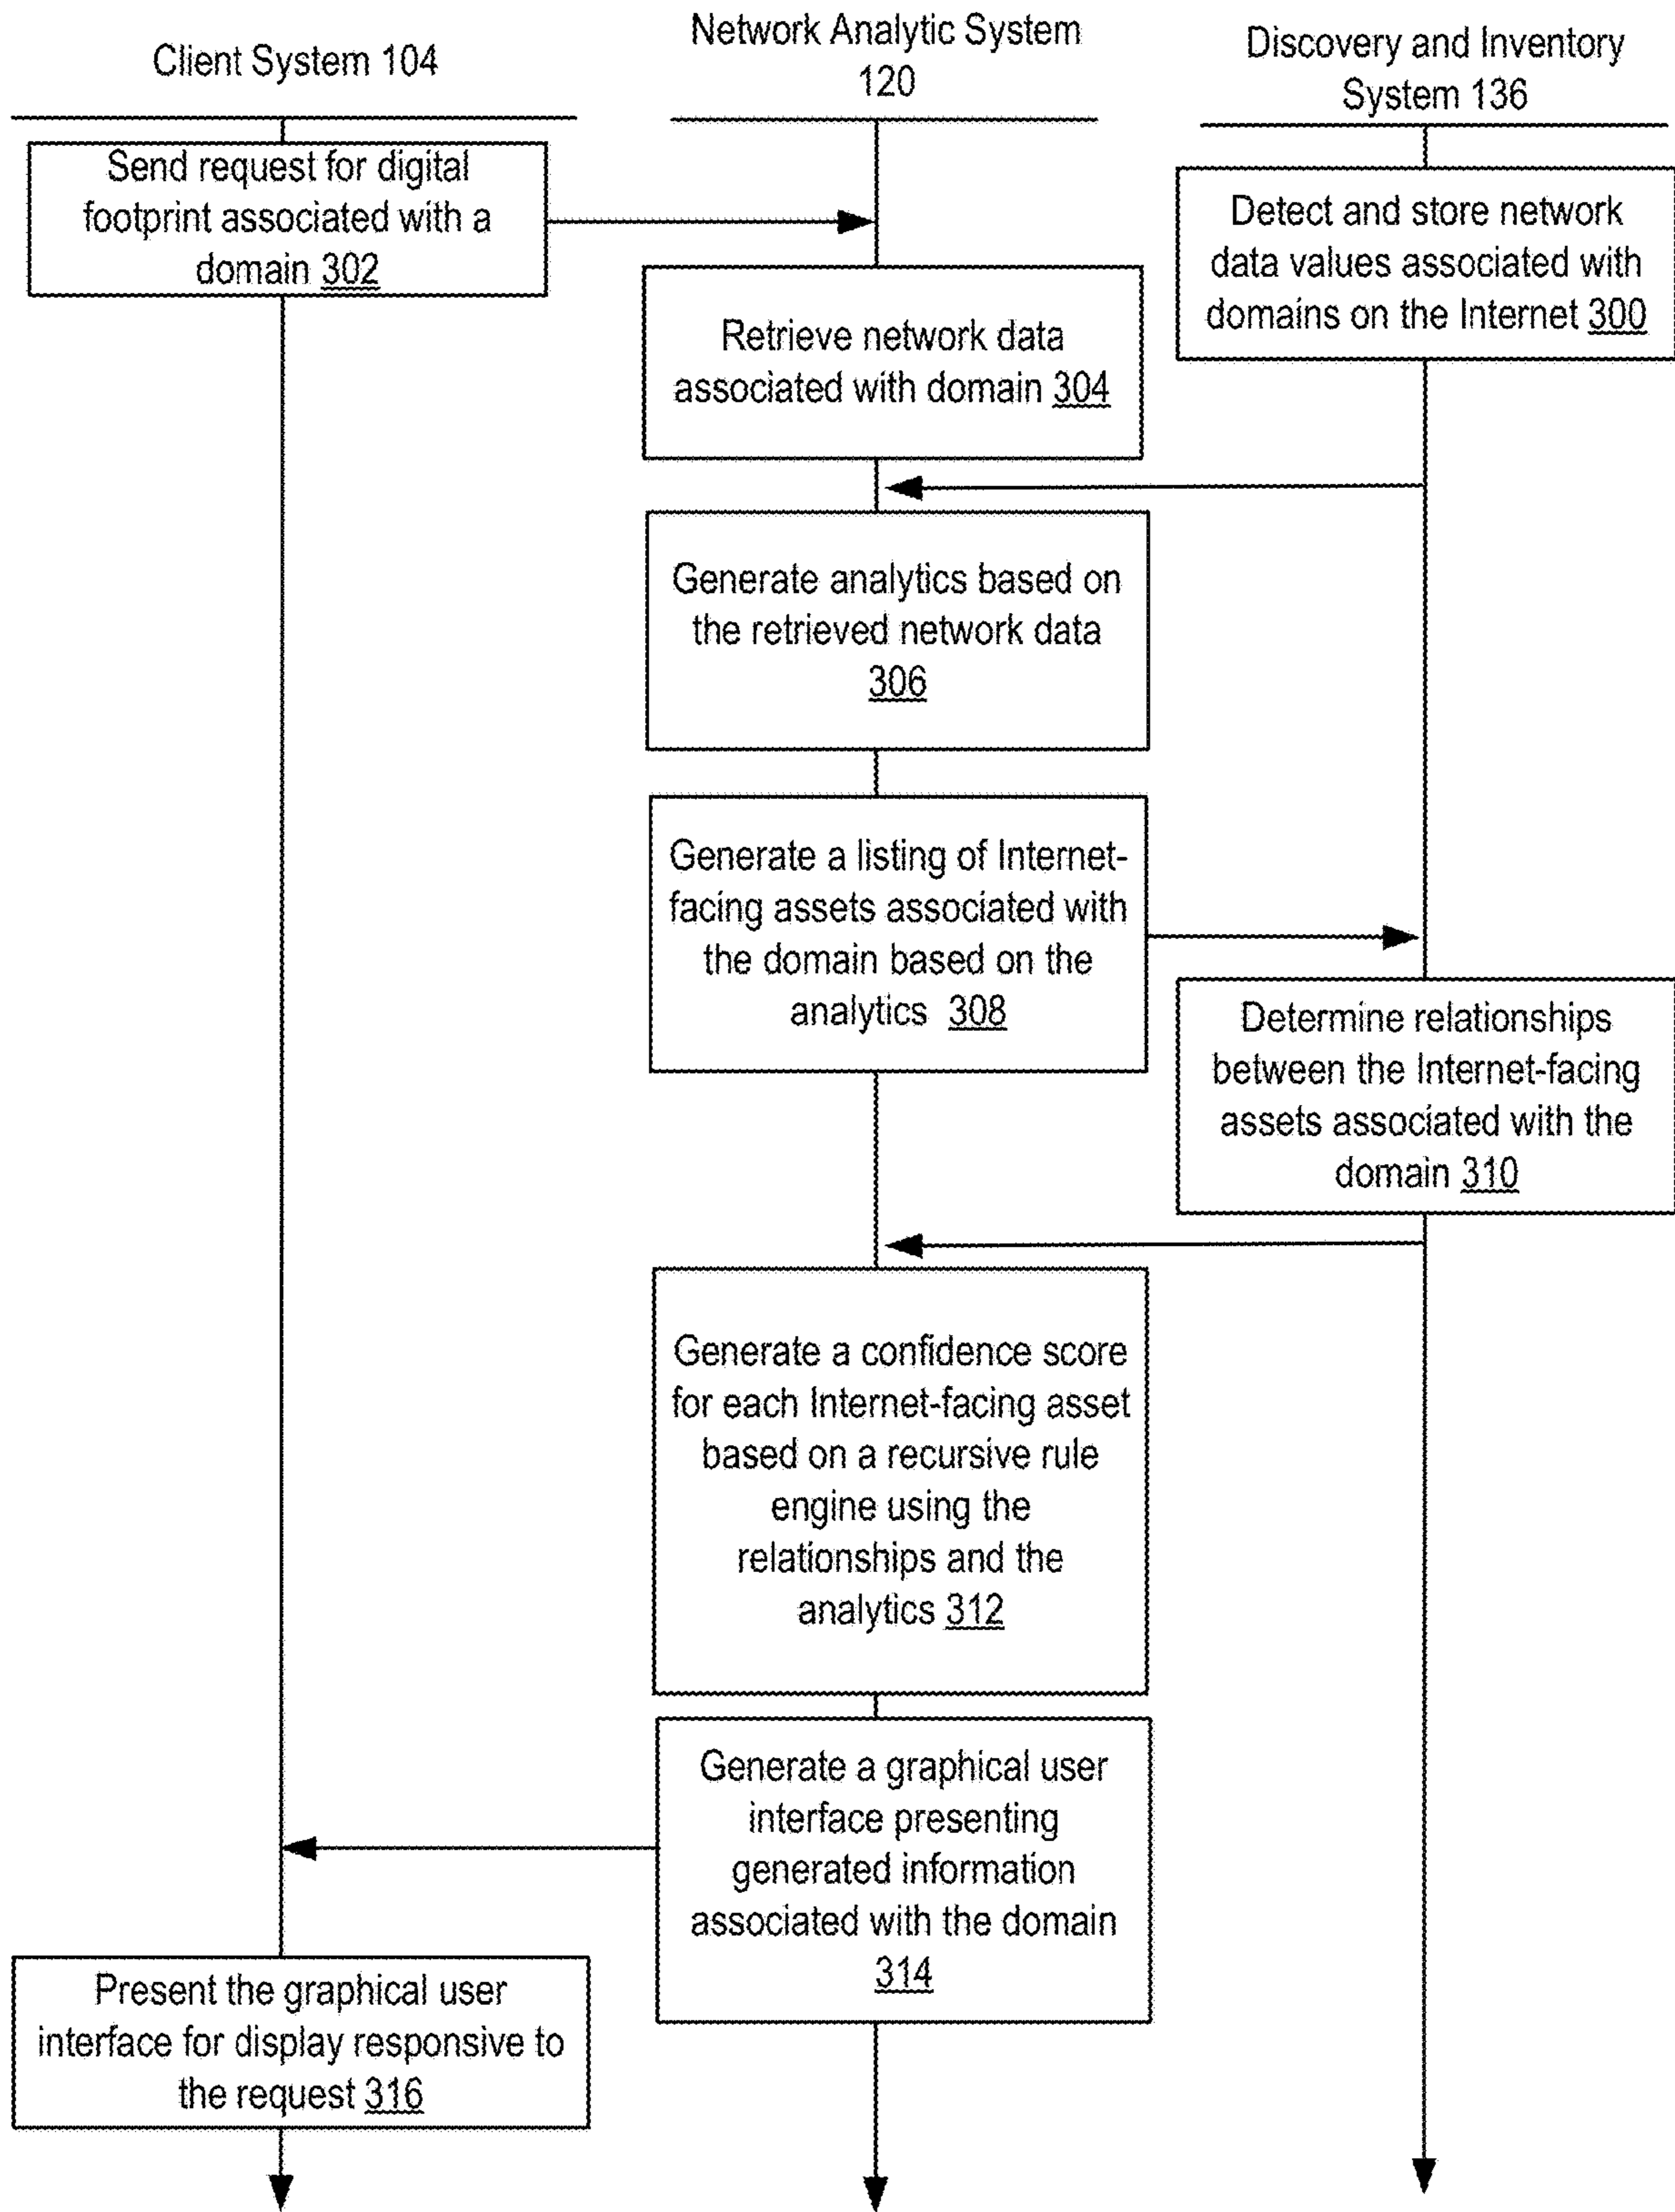 Client System 104
Network Analytic System
120
Discovery and Inventory
System 136
Send request for digital
footprint associated with a
domain 302
Detect and store network
data values associated with
domains on the Internet 300
Retrieve network data
associated with domain 304
Generate analytics based on
the retrieved network data
306
Generate a listing of Internet-
facing assets associated with
the domain based on the
analytics 308
Determine relationships
between the Internet-facing
assets associated with the
domain 310
Generate a confidence score
for each Internet-facing asset
based on a recursive rule
engine using the
relationships and the
analytics 312
Generate a graphical user
interface presenting
generated information
associated with the domain
314
Present the graphical user
interface for display responsive to
the request 316